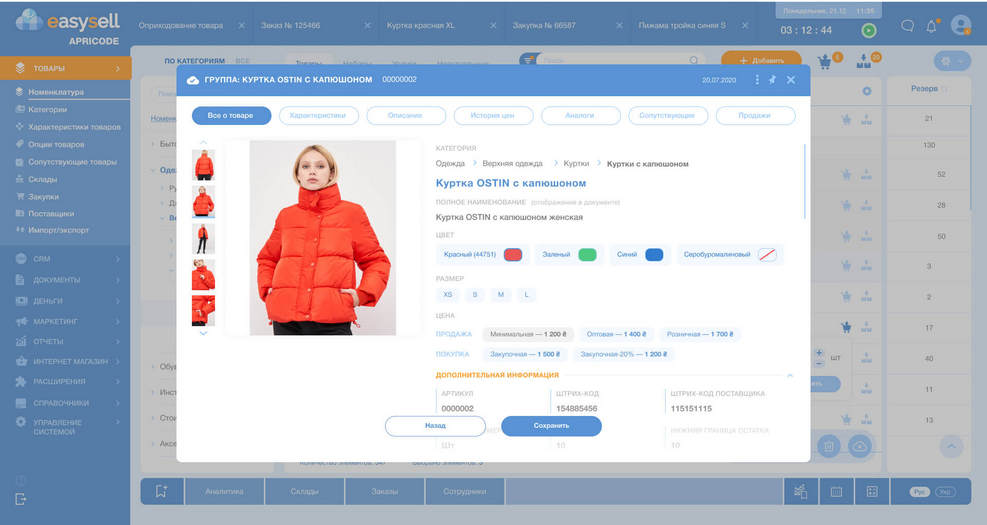 easysell
APRICODE
Оприходование товара
Заказ № 125466
Куртка красная XL
Закупка № 66587
Пижама тройка синяя S
Понедельник, 21.12
11:35
03 : 12 : 44
ТОВАРЫ
Номенклатура
Категории
Характеристики товаров
Опции товаров
Сопутствующие товары
Склады
Закупки
Поставщики
Импорт/экспорт
CRM
ДОКУМЕНТЫ
ДЕНЬГИ
МАРКЕТИНГ
ОТЧЕТЫ
ИНТЕРНЕТ МАГАЗИН
РАСШИРЕНИЯ
СПРАВОЧНИКИ
УПРАВЛЕНИЕ
СИСТЕМОЙ
ПО КАТЕГОРИЯМ ВСЕ
Товары
Поиск
Добавить
ГРУППА: КУРТКА OSTIN С КАПЮШОНОМ 00000002
20.07.2020
Все о товаре
Характеристики
Описание
История цен
Аналоги
Сопутствующие
Продажи
КАТЕГОРИЯ
Одежда Верхняя одежда Куртки Куртки с капюшоном
Куртка OSTIN с капюшоном
ПОЛНОЕ НАИМЕНОВАНИЕ (отображения в документе)
Куртка OSTIN с капюшоном женская
ЦВЕТ
Красный (44751)
Заленый
Синий
Серобуромалиновый
РАЗМЕР
XS S M L
ЦЕНА
ПРОДАЖА Минимальная — 1 200 ₴ Оптовая — 1 400 ₴ Розничная — 1 700 ₴
ПОКУПКА Закупочная — 1 500 ₴ Закупочная-20% — 1 200 ₴
ДОПОЛНИТЕЛЬНАЯ ИНФОРМАЦИЯ
АРТИКУЛ ШТРИХ-КОД ШТРИХ-КОД ПОСТАВЩИКА
0000002 154885456 115151115
НИЖНЯЯ ГРАНИЦА ОСТАТКА
Шт 10 10
Назад
Сохранить
Резерв
21
130
52
28
50
3
2
17
40
11
13
шт
Аналитика
Склады
Заказы
Сотрудники
Рус
Укр